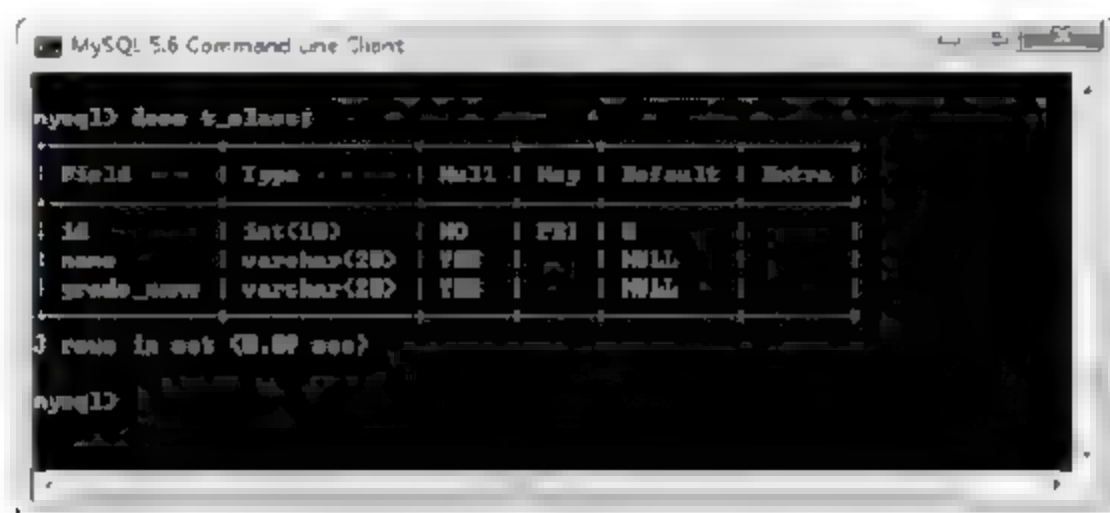 MySQL 5.6 Command Line Client
mysql> desc t_class;
| Field | Type | Null | Key | Default | Extra |
| id | int(10) | NO | PRI | 0 | |
| name | varchar(20) | YES | | NULL | |
| varchar(20) | YES | | NULL | |
3 rows in set
mysql>